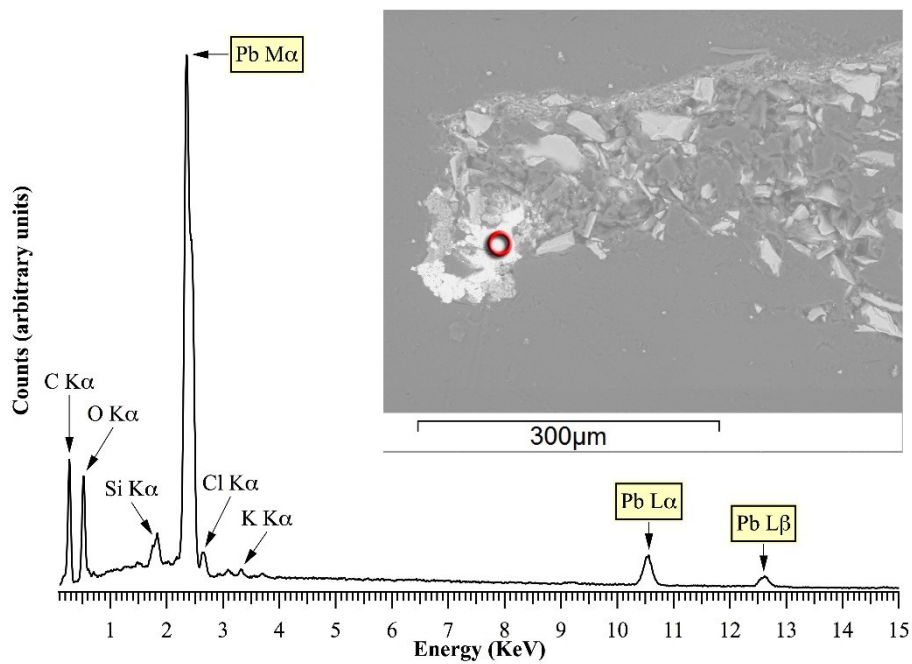 Pb Mα
C Kα
O Kα
Si Kα
Cl Kα
K Kα
Pb Lα
Pb Lβ
300µm
Counts (arbitrary units)
1 2 3 4 5 6 7 8 9 10 11 12 13 14 15
Energy (KeV)